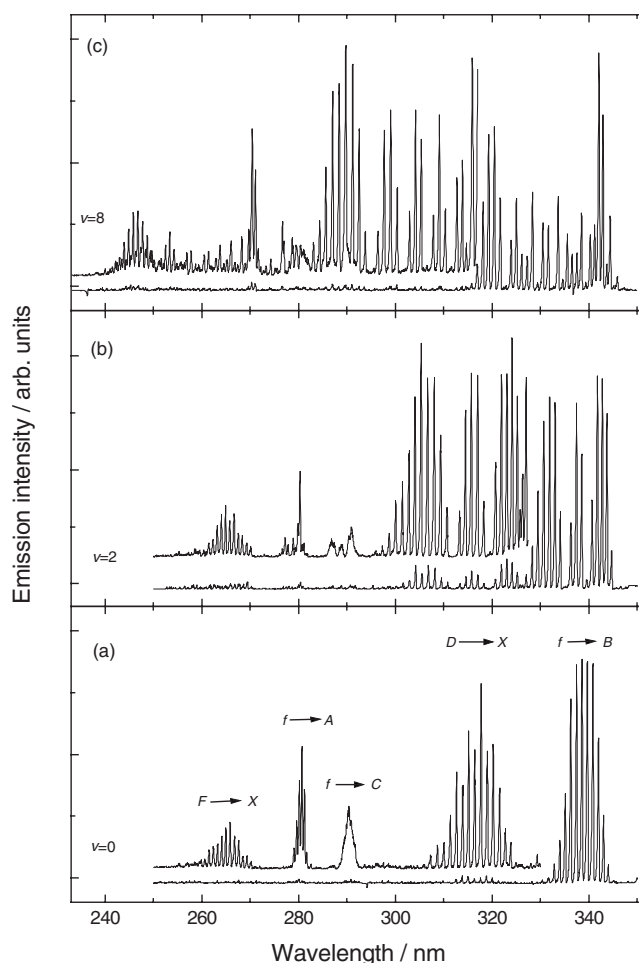 (c)
v=8
(b)
v=2
Emission intensity / arb. units
(a)
D → X
f → B
f → A
f → C
F → X
v=0
240 260 280 300 320 340
Wavelength / nm